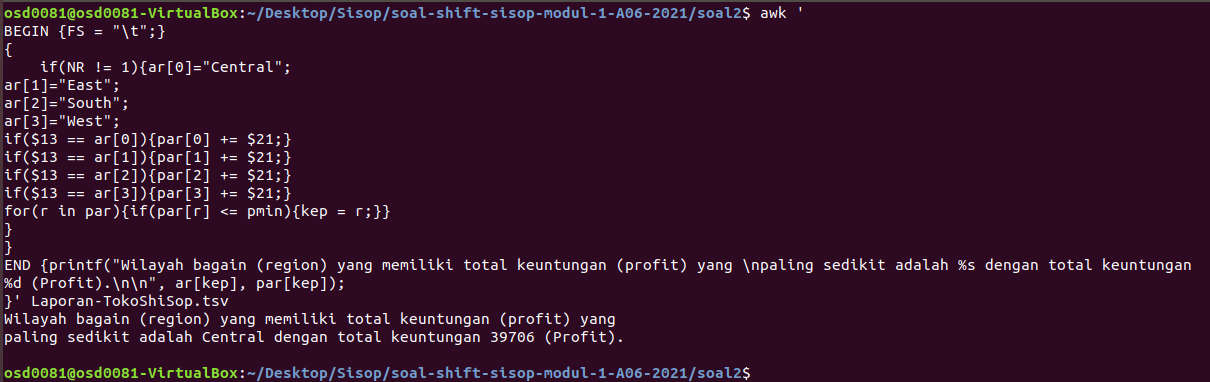 osd0081@osd0081-VirtualBox:~/Desktop/Sisop/soal-shift-sisop-modul-1-A06-2021/soal2$ awk '
BEGIN {FS = "\t";}
{
    if(NR != 1){ar[0]="Central";
ar[1]="East";
ar[2]="South";
ar[3]="West";
if($13 == ar[0]){par[0] += $21;}
if($13 == ar[1]){par[1] += $21;}
if($13 == ar[2]){par[2] += $21;}
if($13 == ar[3]){par[3] += $21;}
for(r in par){if(par[r] <= pmin){kep = r;}}
}
}
END {printf("Wilayah bagain (region) yang memiliki total keuntungan (profit) yang \npaling sedikit adalah %s dengan total keuntungan
%d (Profit).\n\n", ar[kep], par[kep]);
}' Laporan-TokoShiSop.tsv
Wilayah bagain (region) yang memiliki total keuntungan (profit) yang
paling sedikit adalah Central dengan total keuntungan 39706 (Profit).

osd0081@osd0081-VirtualBox:~/Desktop/Sisop/soal-shift-sisop-modul-1-A06-2021/soal2$